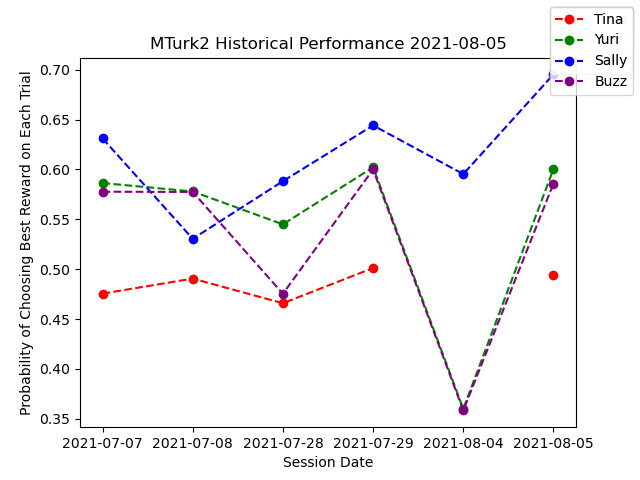 MTurk2 Historical Performance 2021-08-05
Tina
Yuri
Sally
Buzz
Probability of Choosing Best Reward on Each Trial
0.70
0.65
0.60
0.55
0.50
0.45
0.40
0.35
2021-07-07 2021-07-08 2021-07-28 2021-07-29 2021-08-04 2021-08-05
Session Date